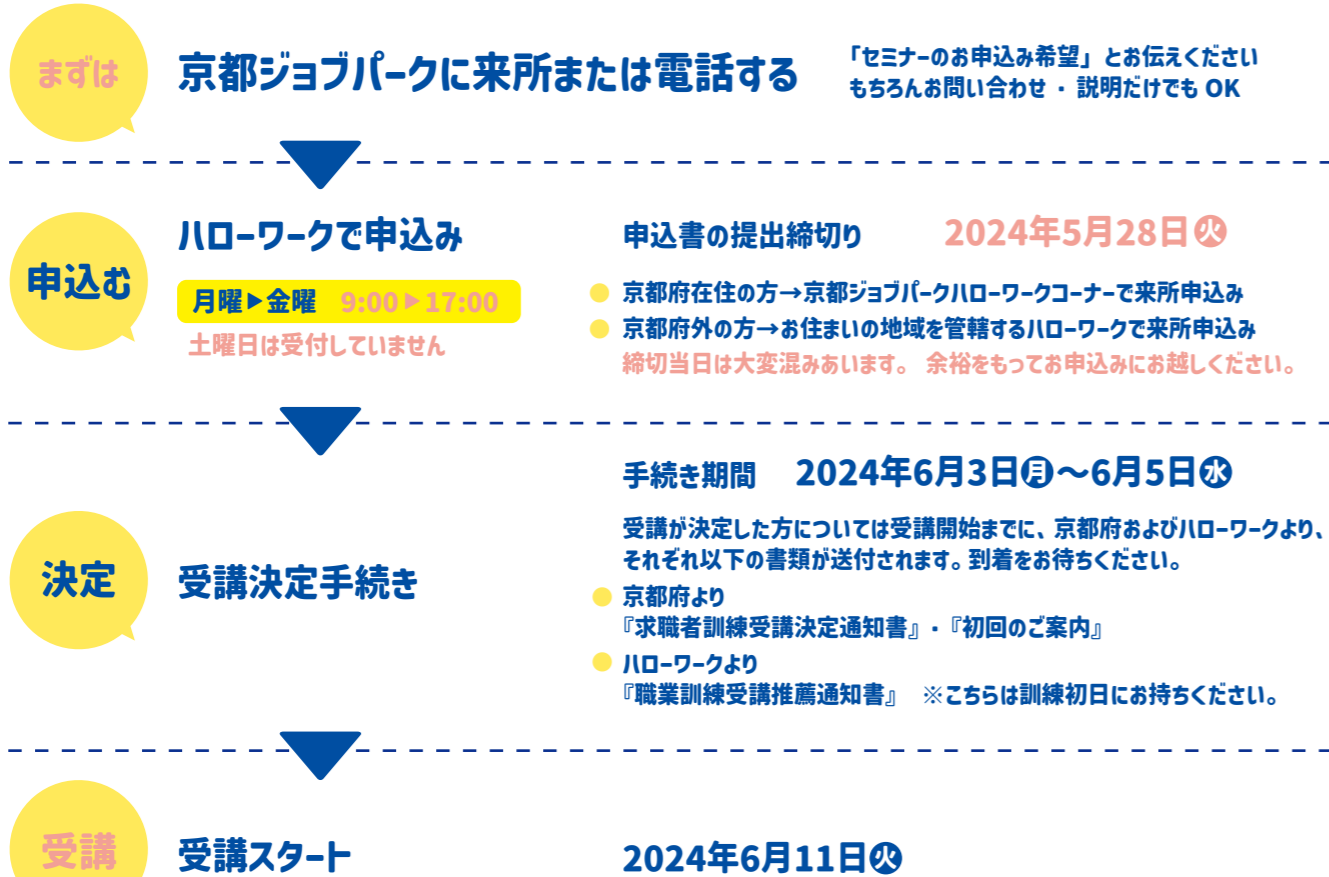 まずは
京都ジョブパークに来所または電話する
「セミナーのお申込み希望」とお伝えください
もちろんお問い合わせ・説明だけでも OK
申込む
ハローワークで申込み
月曜▶金曜 9:00▶17:00
土曜日は受付していません
申込書の提出締切り 2024年5月28日火
京都府在住の方→京都ジョブパークハローワークコーナーで来所申込み
京都府外の方→お住まいの地域を管轄するハローワークで来所申込み
締切当日は大変混みあいます。 余裕をもってお申込みにお越しください。
決定
受講決定手続き
手続き期間 2024年6月3日月〜6月5日水
受講が決定した方については受講開始までに、京都府およびハローワークより、
それぞれ以下の書類が送付されます。到着をお待ちください。
京都府より
『求職者訓練受講決定通知書』・『初回のご案内』
ハローワークより
『職業訓練受講推薦通知書』 ※こちらは訓練初日にお持ちください。
受講
受講スタート
2024年6月11日火